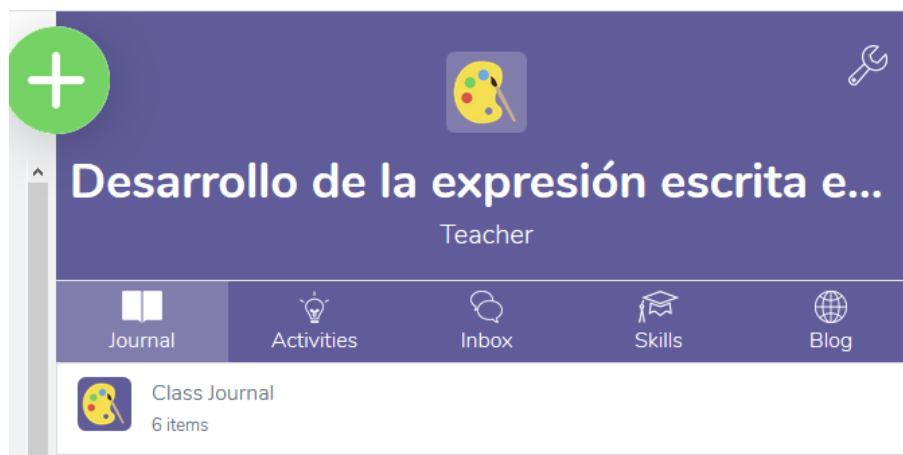 Desarrollo de la expresión escrita e...
Teacher
Journal Activities Inbox Skills Blog
Class Journal
6 items